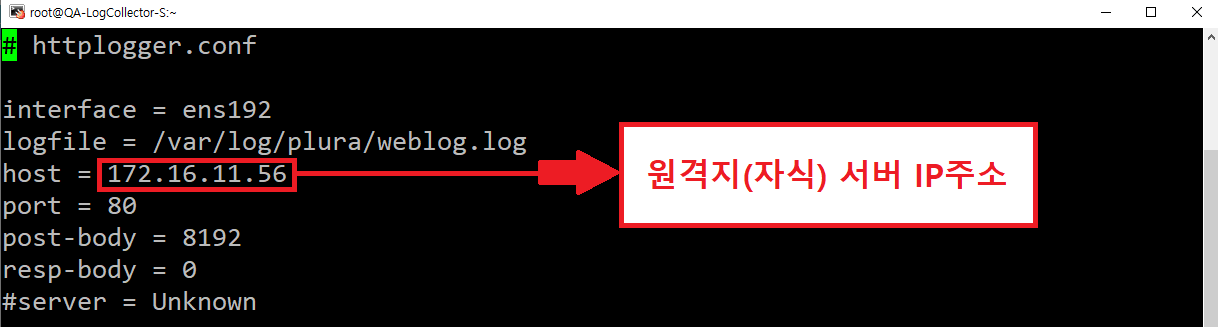 root@QA-LogCollector-S:~
# httplogger.conf
interface = ens192
logfile = /var/log/plura/weblog.log
host = 172.16.11.56
원격지(자식) 서버 IP주소
port = 80
post-body = 8192
resp-body = 0
#server = Unknown